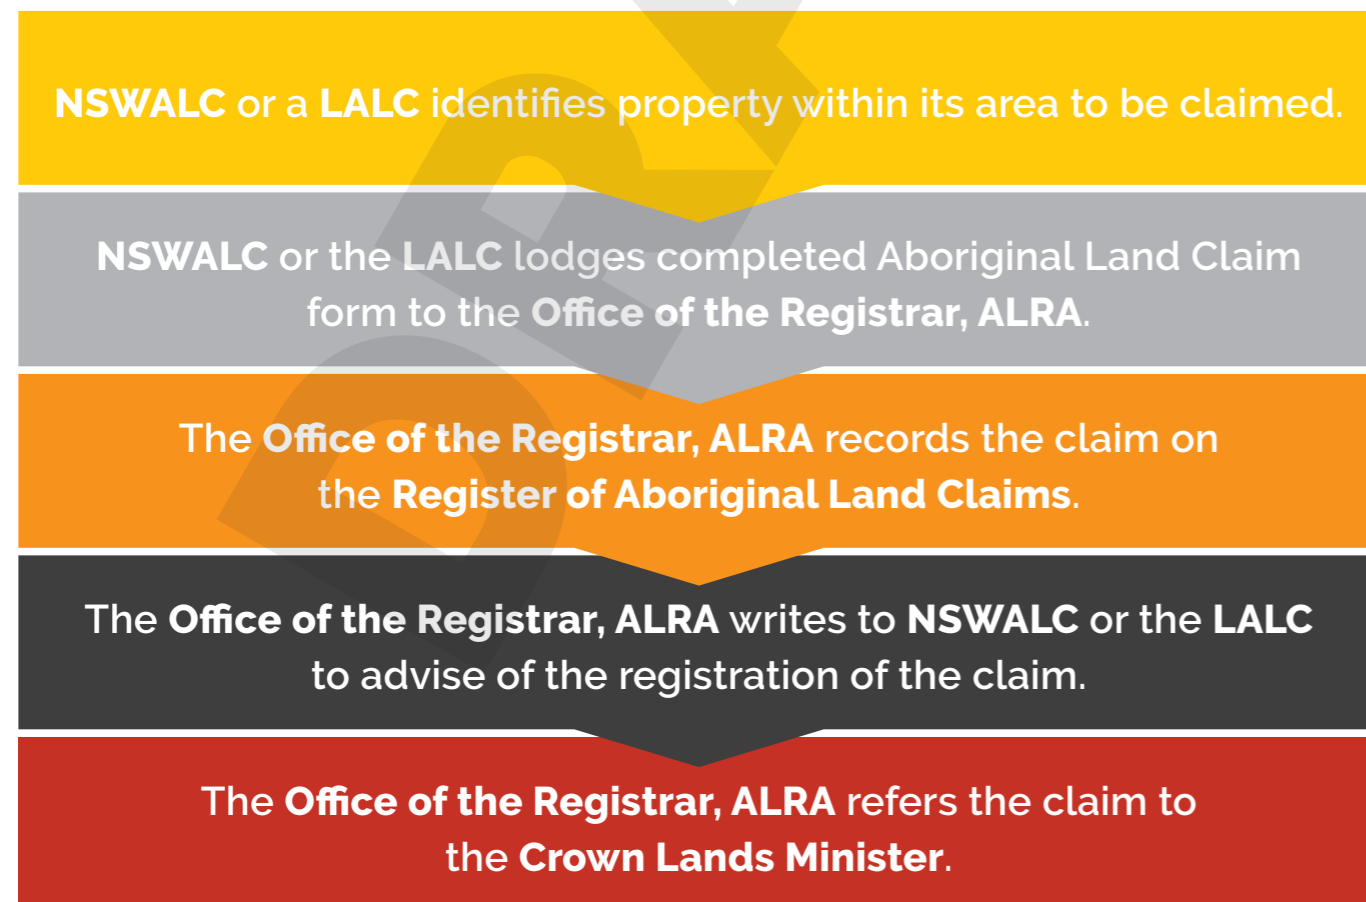 NSWALC or a LALC identifies property within its area to be claimed.
NSWALC or the LALC lodges completed Aboriginal Land Claim
form to the Office of the Registrar, ALRA.
The Office of the Registrar, ALRA records the claim on
the Register of Aboriginal Land Claims.
The Office of the Registrar, ALRA writes to NSWALC or the LALC
to advise of the registration of the claim.
The Office of the Registrar, ALRA refers the claim to
the Crown Lands Minister.